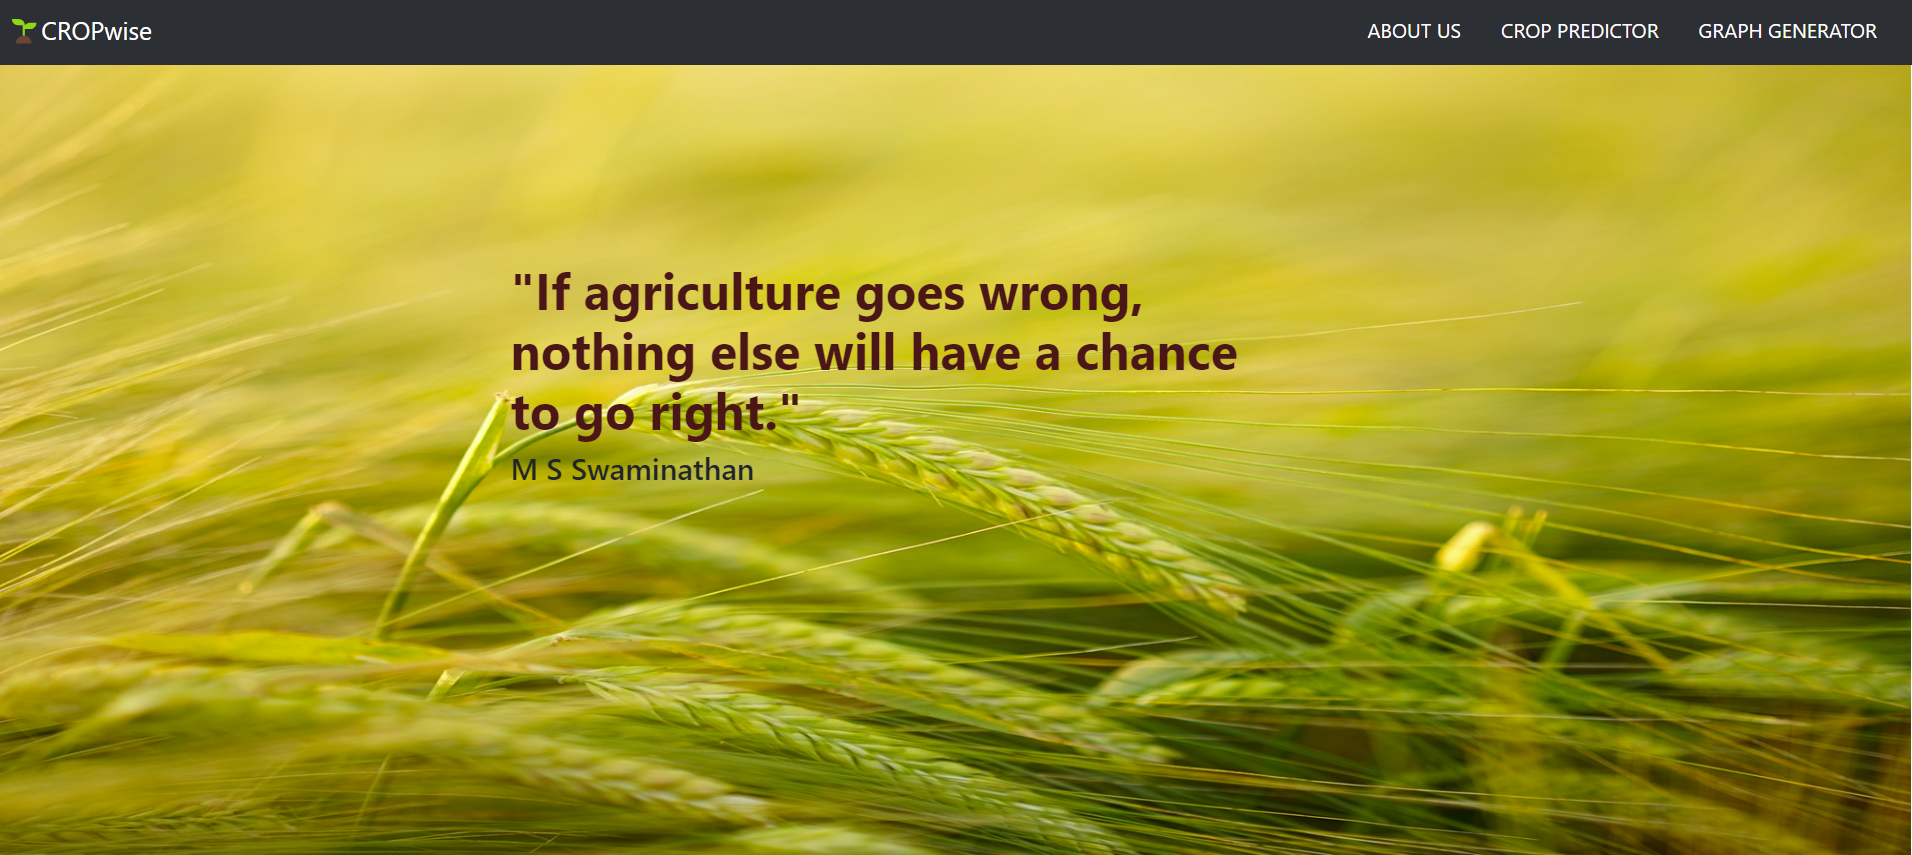 CROPwise
ABOUT US
CROP PREDICTOR
GRAPH GENERATOR
"If agriculture goes wrong,
nothing else will have a chance
to go right."
M S Swaminathan